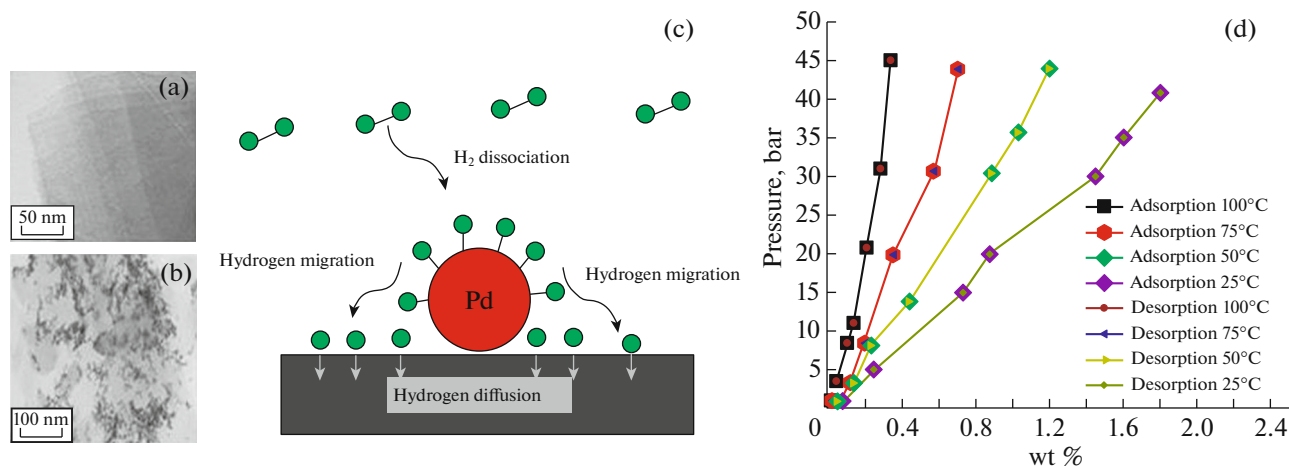 (a)
50 nm
(b)
100 nm
(c)
H2 dissociation
Hydrogen migration
Hydrogen migration
Pd
Hydrogen diffusion
(d)
Pressure, bar
50
45
40
35
30
25
20
15
10
5
0 0.4 0.8 1.2 1.6 2.0 2.4
wt %
Adsorption 100°C
Adsorption 75°C
Adsorption 50°C
Adsorption 25°C
Desorption 100°C
Desorption 75°C
Desorption 50°C
Desorption 25°C